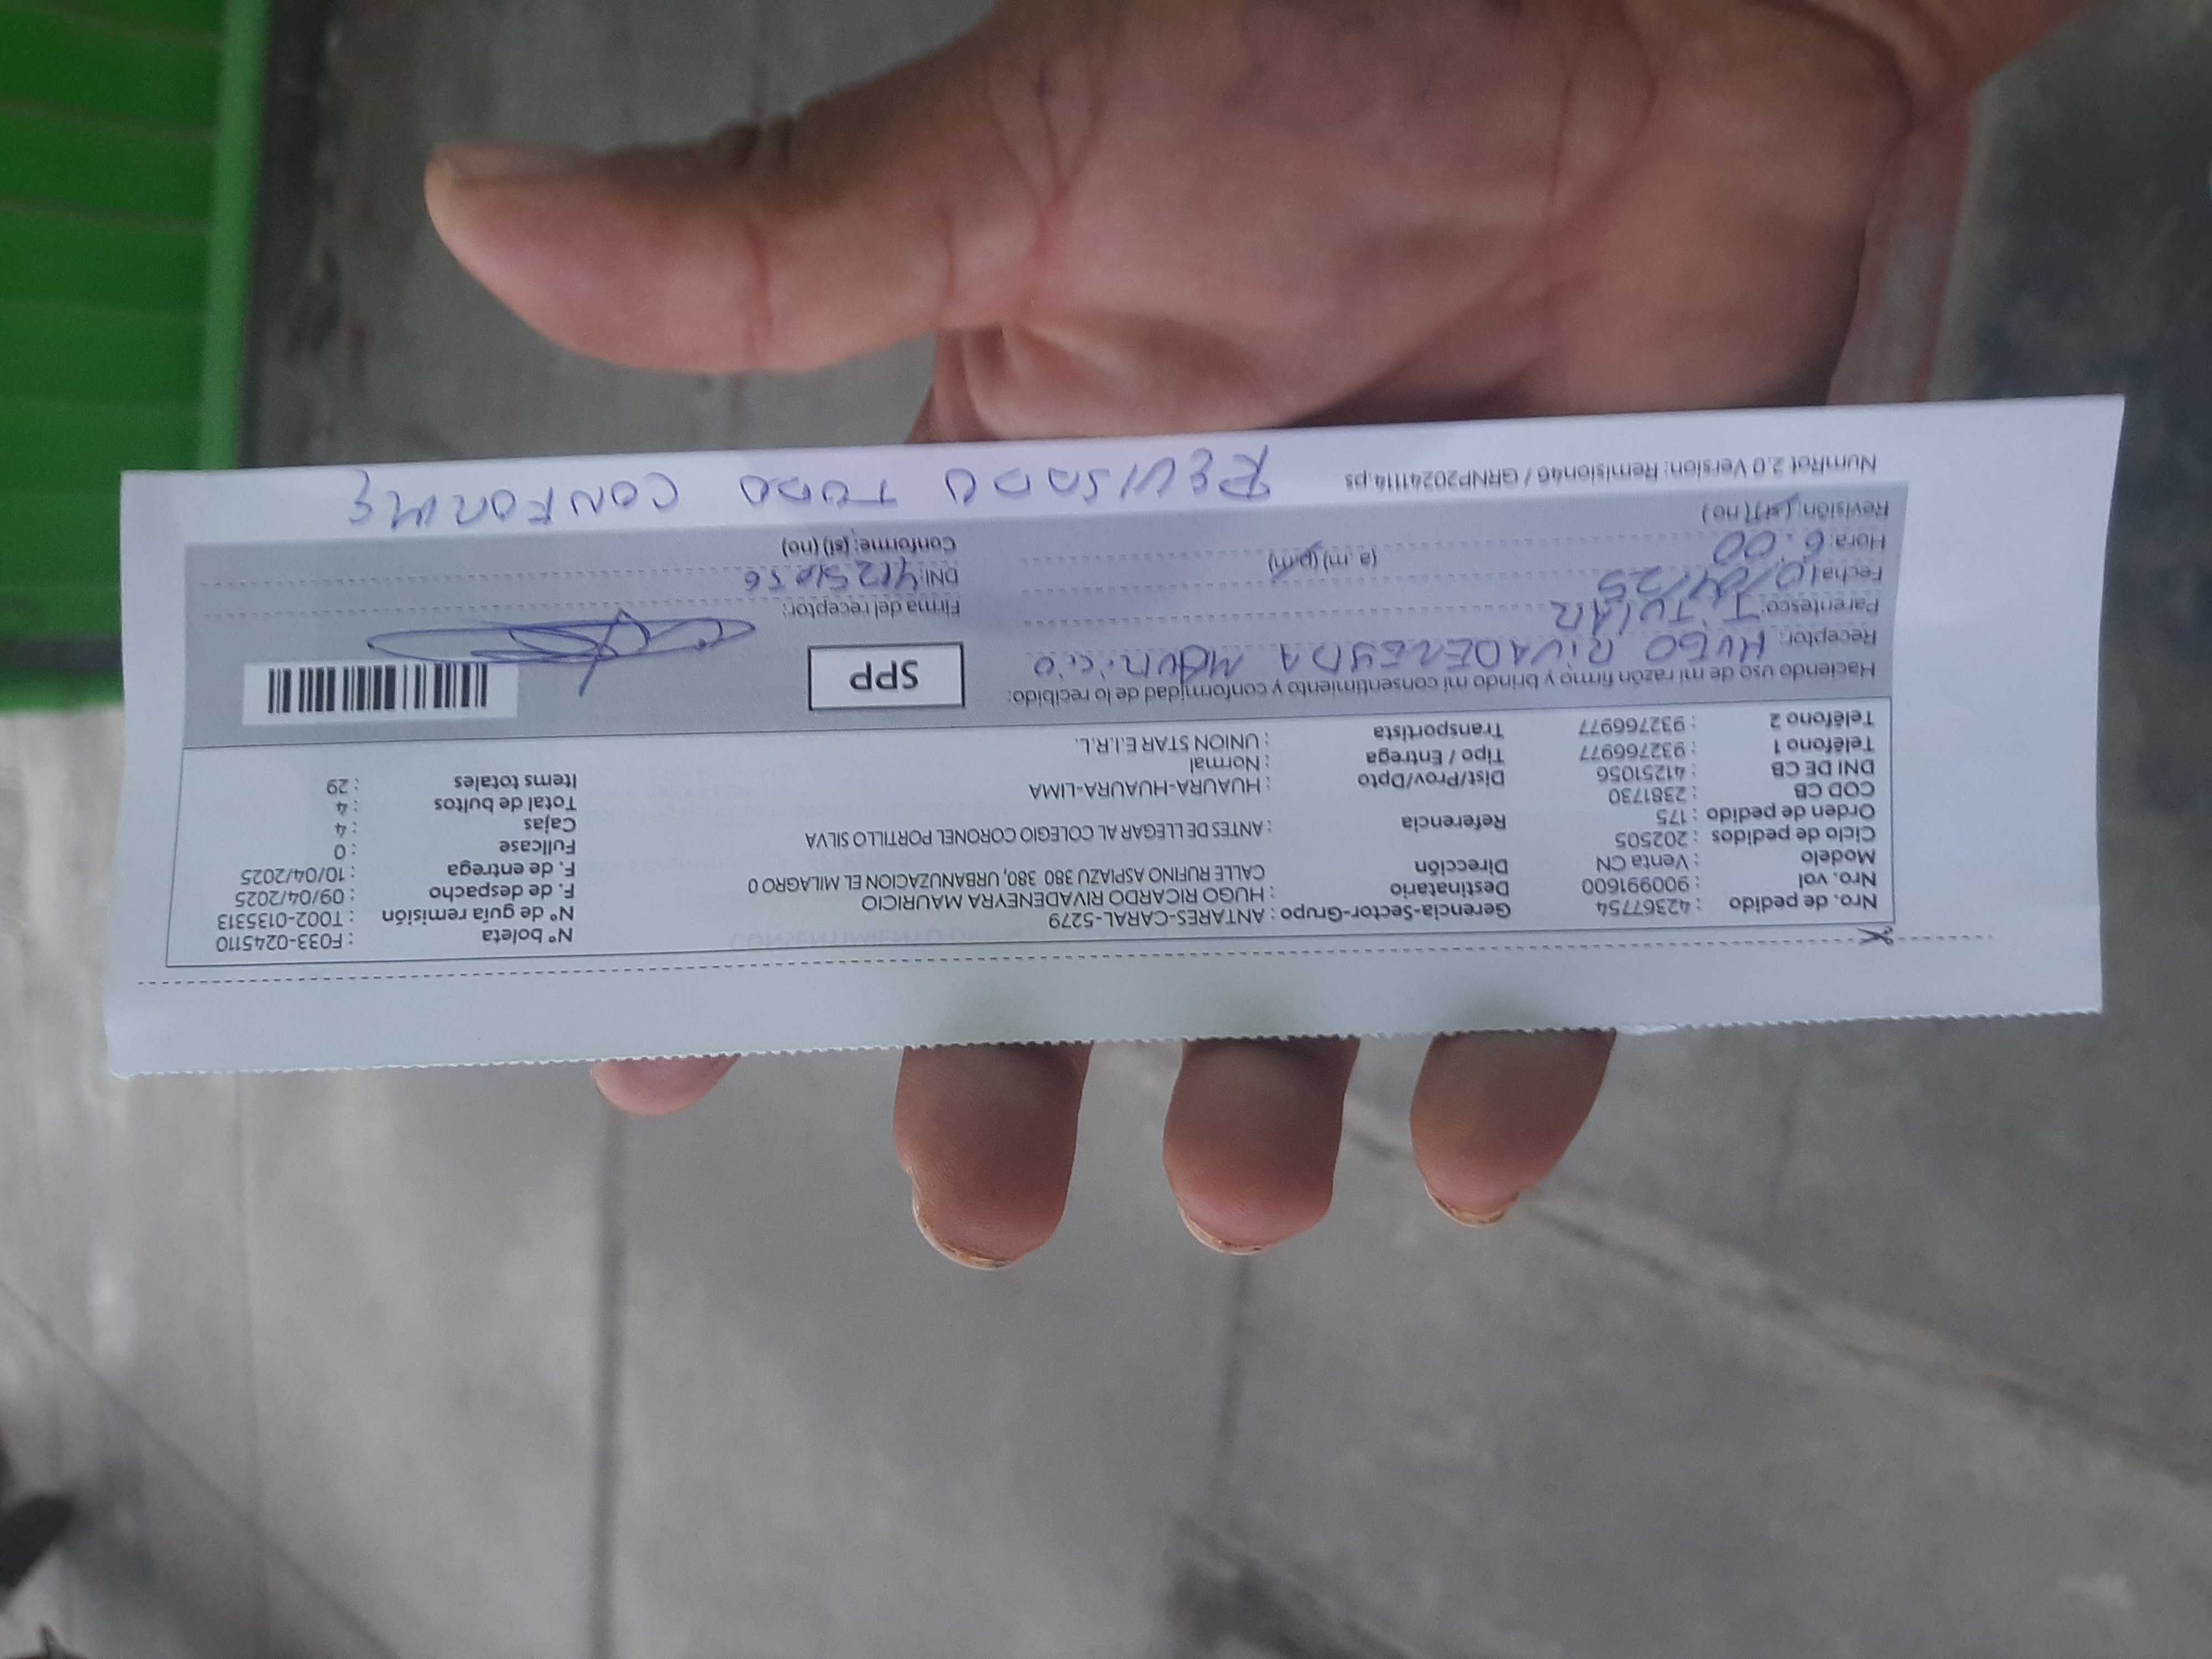 Nro. de pedido : 42367754
Nro. vol : 900991600
Modelo : Venta CN
Ciclo de pedidos : 202505
Orden de pedido : 175
COD CB : 2381730
DNI DE CB : 41251056
Teléfono 1 : 932766977
Teléfono 2 : 932766977
Gerencia-Sector-Grupo : ANTARES-CARAL-5279
Destinatario : HUGO RICARDO RIVADENEYRA MAURICIO
Dirección CALLE RUFINO ASPIAZU 380 380, URBANUZACION EL MILAGRO 0
Referencia : ANTES DE LLEGAR AL COLEGIO CORONEL PORTILLO SILVA
Dist/Prov/Dpto : HUAURA-HUAURA-LIMA
Tipo / Entrega : Normal
Transportista : UNION STAR E.I.R.L.
N° boleta : F033-0245110
N° de guía remisión : T002-0135313
F. de despacho : 09/04/2025
F. de entrega : 10/04/2025
Fullcase : 0
Cajas : 4
Total de bultos : 4
Items totales : 29
Haciendo uso de mi razón firmo y brindo mi consentimiento y conformidad de lo recibido:
Receptor: HUGO RIVADENEYDA MAURICIO
Parentesco: TITULAR
Fecha: 10/04/25
Hora: 6.00 (a. m) (p.m)
Revisión: (si) (no)
SPP
Firma del receptor:
DNI: 41251056
Conforme: (si) (no)
NumRot 2.0 Version: Remision46 / GRNP20241114.ps
REVISADO TODO CONFORME